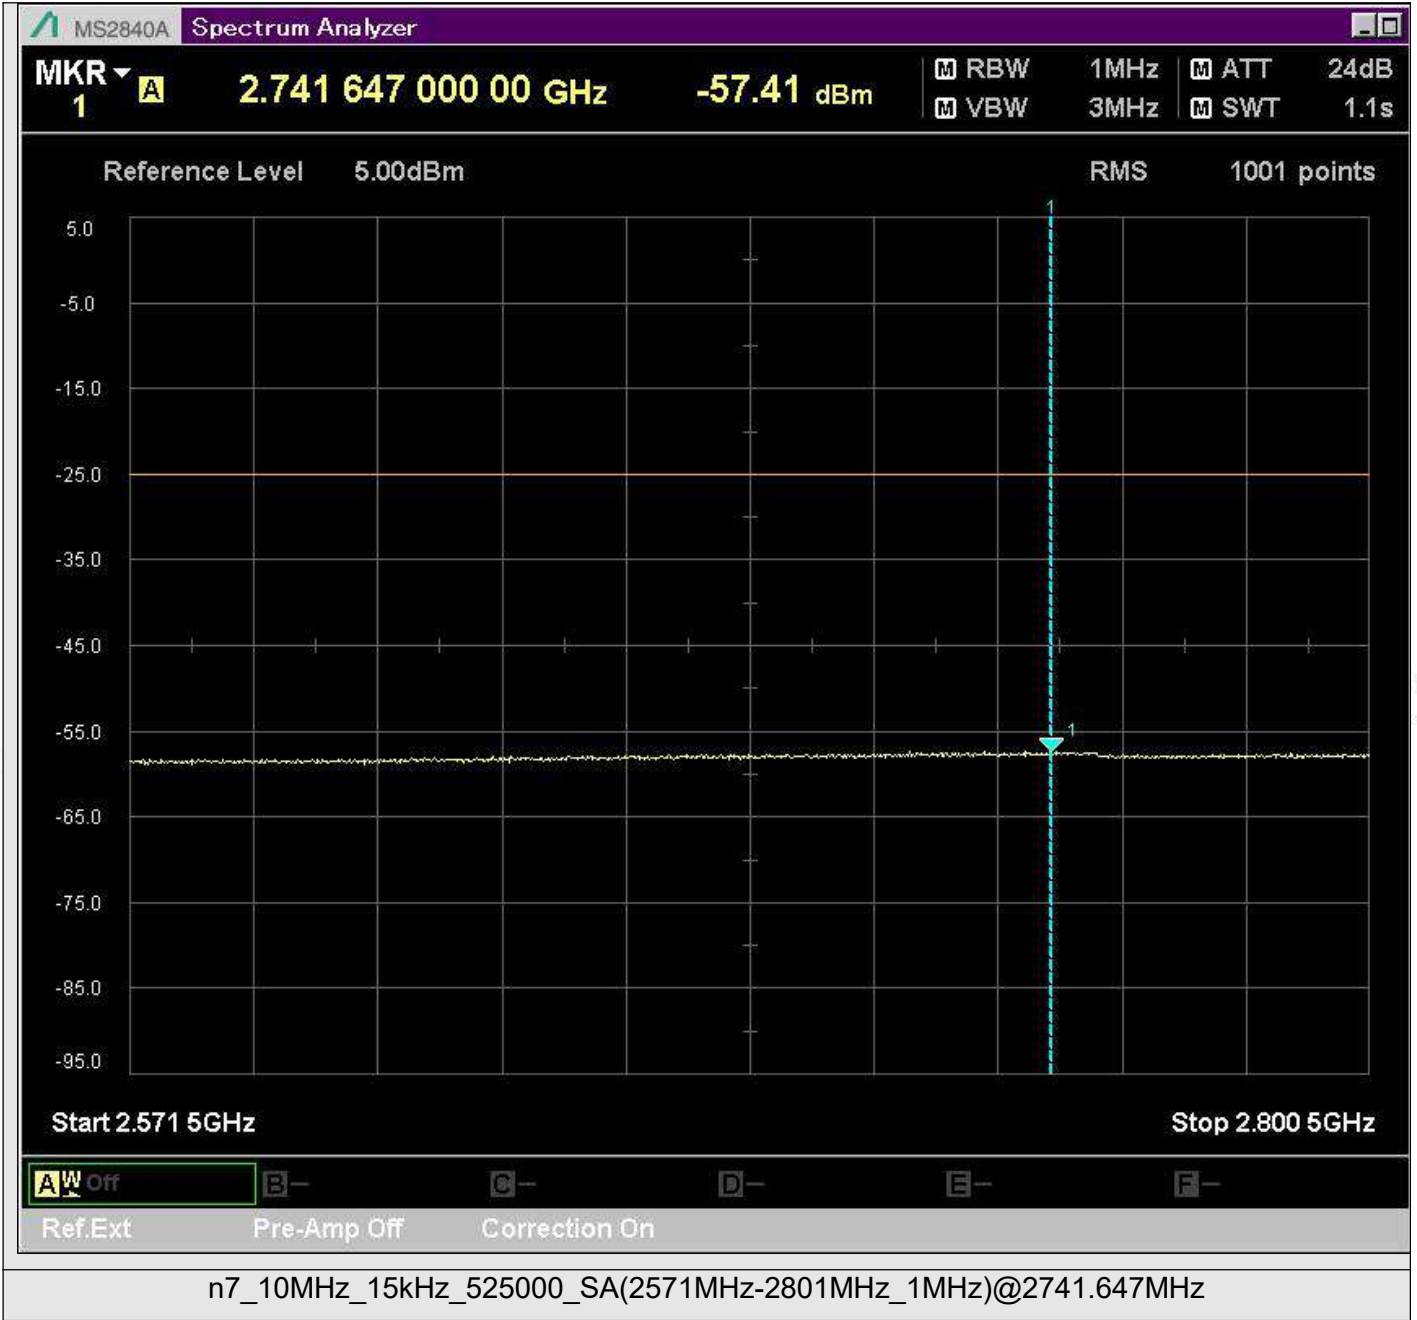 MS2840A Spectrum Analyzer
MKR A 2.741 647 000 00 GHz -57.41 dBm M RBW 1MHz M ATT 24dB
1 M VBW 3MHz M SWT 1.1s
Reference Level 5.00dBm RMS 1001 points
1
5.0
-5.0
-15.0
-25.0
-35.0
-45.0
-55.0
1
-65.0
-75.0
-85.0
-95.0
Start 2.571 5GHz Stop 2.800 5GHz
A W Off B – C – D – E – F –
Ref.Ext Pre-Amp Off Correction On
n7_10MHz_15kHz_525000_SA(2571MHz-2801MHz_1MHz)@2741.647MHz